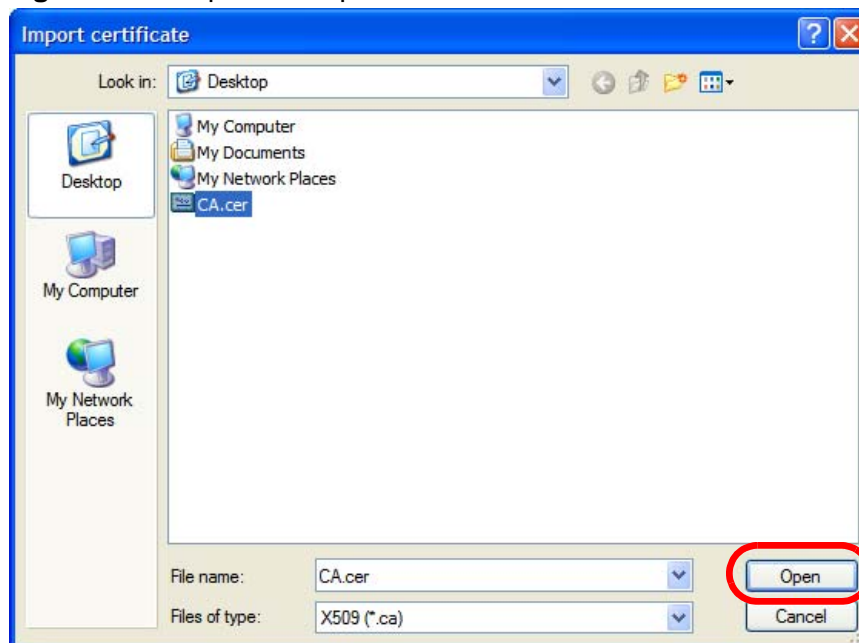 Import certificate
Look in:
Desktop
My Computer
My Documents
My Network Places
CA.cer
Desktop
My Computer
My Network
Places
File name:
CA.cer
Open
Files of type:
X509 (*.ca)
Cancel